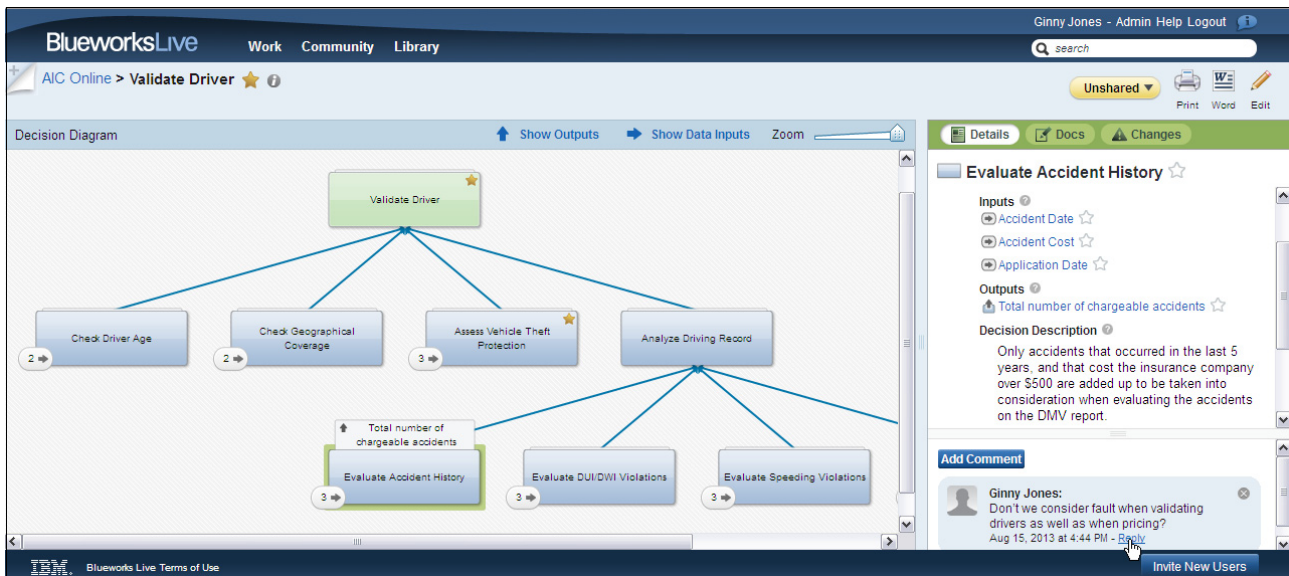 Ginny Jones - Admin Help Logout
BlueworksLive
Work Community Library
search
AIC Online > Validate Driver
Unshared
Print Word Edit
Decision Diagram
Show Outputs
Show Data Inputs
Zoom
Validate Driver
Check Driver Age
2
Check Geographical
Coverage
2
Assess Vehicle Theft
Protection
3
Analyze Driving Record
Total number of
chargeable accidents
Evaluate Accident History
3
Evaluate DUI/DWI Violations
3
Evaluate Speeding Violations
3
Details
Docs
Changes
Evaluate Accident History
Inputs
Accident Date
Accident Cost
Application Date
Outputs
Total number of chargeable accidents
Decision Description
Only accidents that occurred in the last 5
years, and that cost the insurance company
over $500 are added up to be taken into
consideration when evaluating the accidents
on the DMV report.
Add Comment
Ginny Jones:
Don't we consider fault when validating
drivers as well as when pricing?
Aug 15, 2013 at 4:44 PM - Reply
IBM. Blueworks Live Terms of Use
Invite New Users